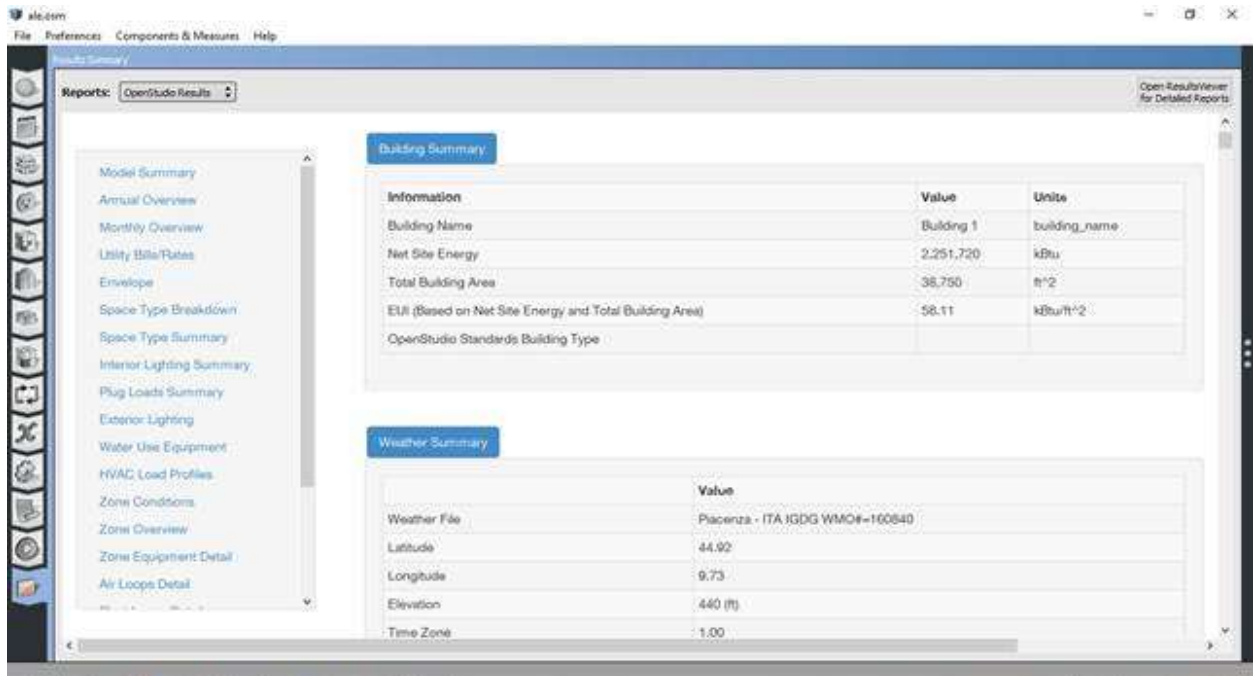 ale.osm
File Preferences Components & Measures Help
Results Summary
Reports: OpenStudio Results
Open ResultsViewer
for Detailed Reports
Model Summary
Annual Overview
Monthly Overview
Utility Bills/Rates
Envelope
Space Type Breakdown
Space Type Summary
Interior Lighting Summary
Plug Loads Summary
Exterior Lighting
Water Use Equipment
HVAC Load Profiles
Zone Conditions
Zone Overview
Zone Equipment Detail
Air Loops Detail
Building Summary
Information Value Units
Building Name Building 1 building_name
Net Site Energy 2,251,720 kBtu
Total Building Area 38,750 ft^2
EUI (Based on Net Site Energy and Total Building Area) 58.11 kBtu/ft^2
OpenStudio Standards Building Type
Weather Summary
Value
Weather File Piacenza - ITA IGDG WMO#=160840
Latitude 44.92
Longitude 9.73
Elevation 440 (ft)
Time Zone 1.00